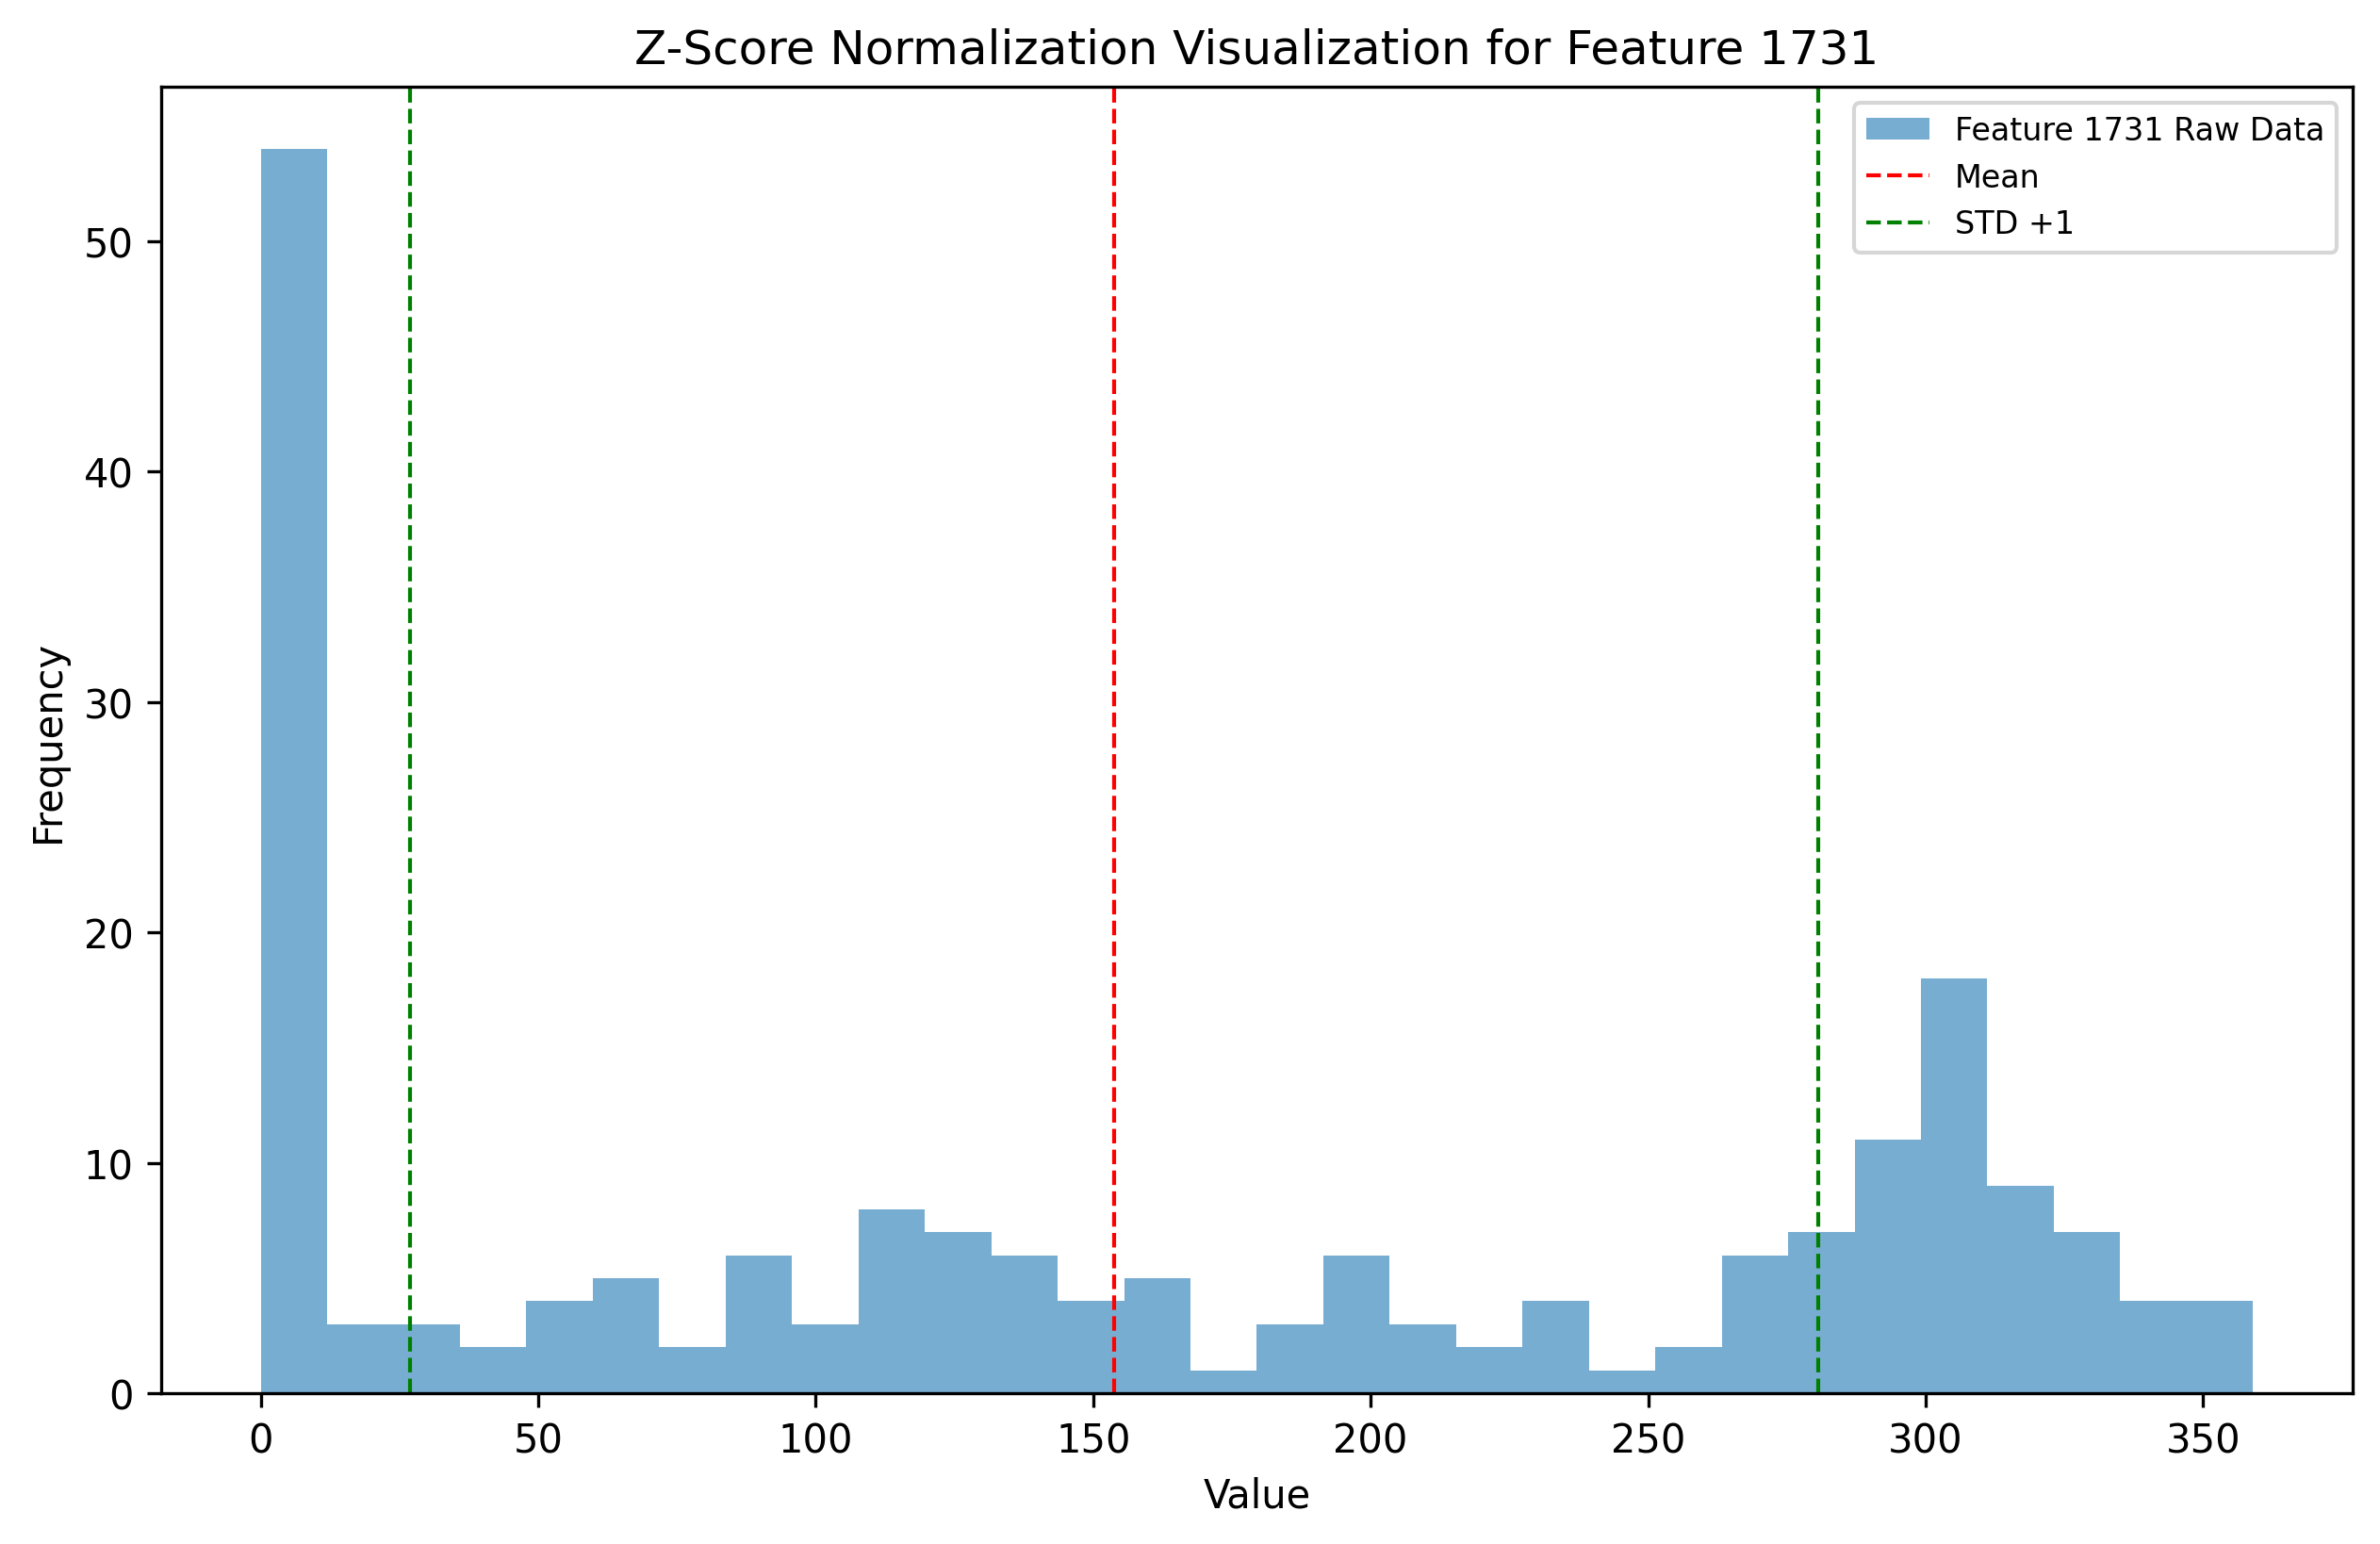 Z-Score Normalization Visualization for Feature 1731
Feature 1731 Raw Data
Mean
STD +1
50
40
30
20
10
0
Frequency
0 50 100 150 200 250 300 350
Value